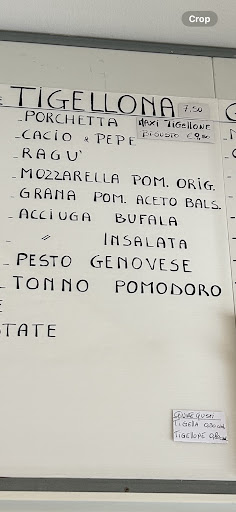 Crop
TIGELLONA 7,50
- PORCHETTA MAXI TIGELLONE
- CACIO & PEPE
- RAGU'
- MOZZARELLA POM. ORIG.
- GRANA POM. ACETO BALS.
- ACCIUGA BUFALA
- " INSALATA
- PESTO GENOVESE
- TONNO POMODORO
E
STATE
TIGELLA